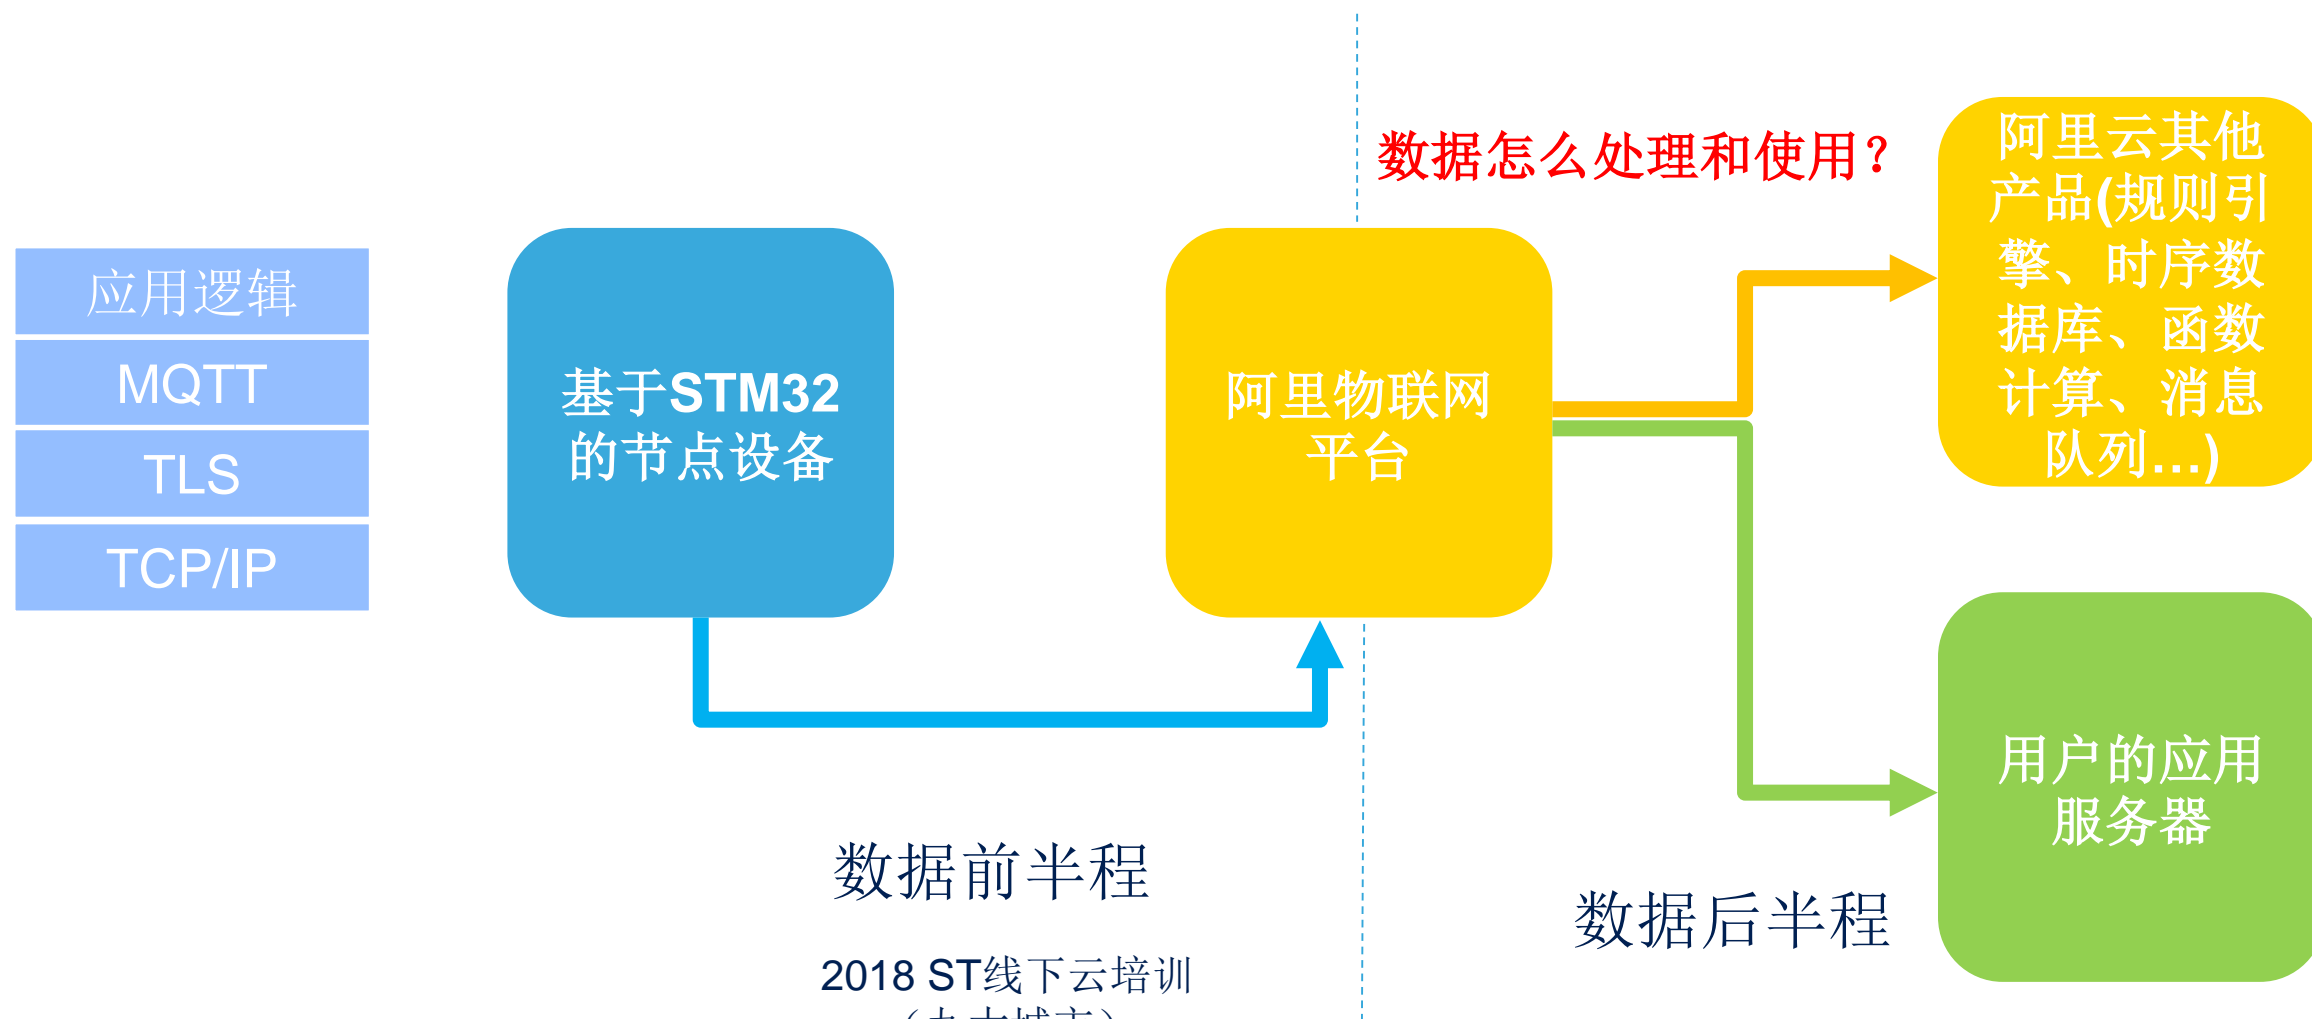 应用逻辑
MQTT
TLS
TCP/IP
基于STM32
的节点设备
阿里物联网
平台
数据怎么处理和使用？
阿里云其他
产品(规则引
擎、时序数
据库、函数
计算、消息
队列...)
用户的应用
服务器
数据前半程
数据后半程
2018 ST线下云培训